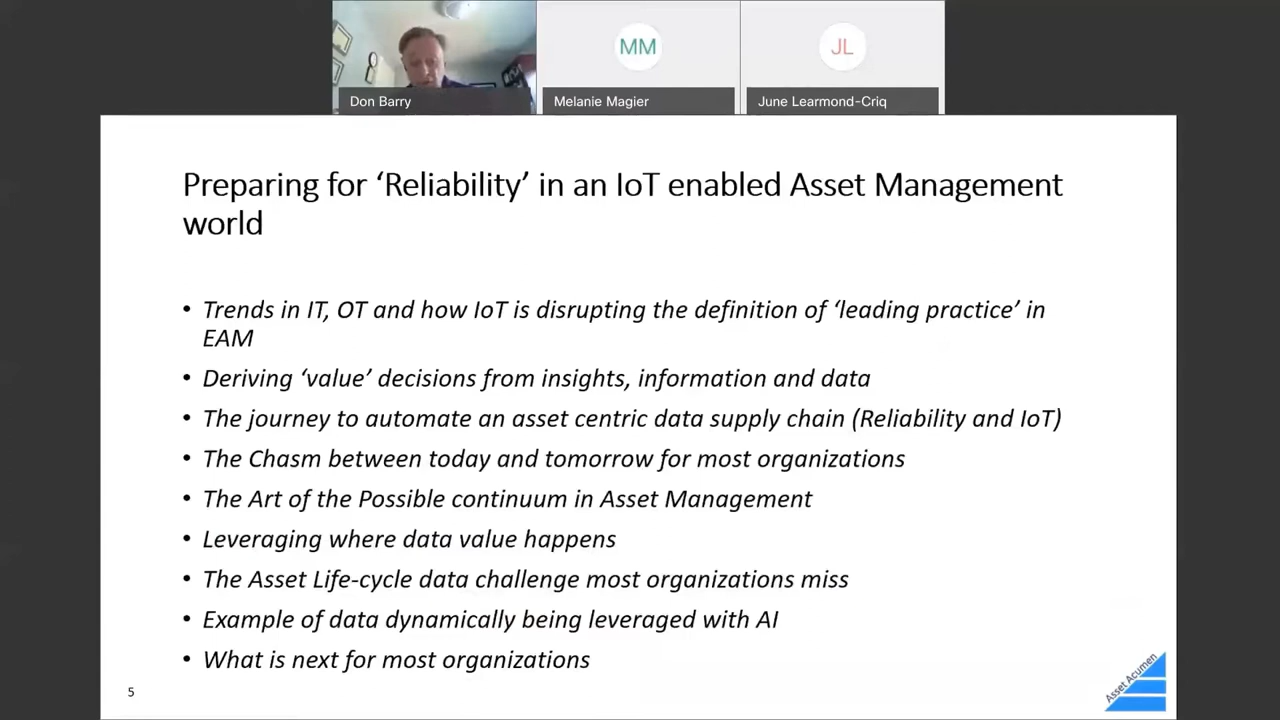 MM
JL
Don Barry
Melanie Magier
June Learmond-Criq
Preparing for ‘Reliability’ in an IoT enabled Asset Management
world
• Trends in IT, OT and how IoT is disrupting the definition of ‘leading practice’ in
EAM
• Deriving ‘value’ decisions from insights, information and data
• The journey to automate an asset centric data supply chain (Reliability and IoT)
• The Chasm between today and tomorrow for most organizations
• The Art of the Possible continuum in Asset Management
• Leveraging where data value happens
• The Asset Life-cycle data challenge most organizations miss
• Example of data dynamically being leveraged with AI
• What is next for most organizations
5
Asset Acumen